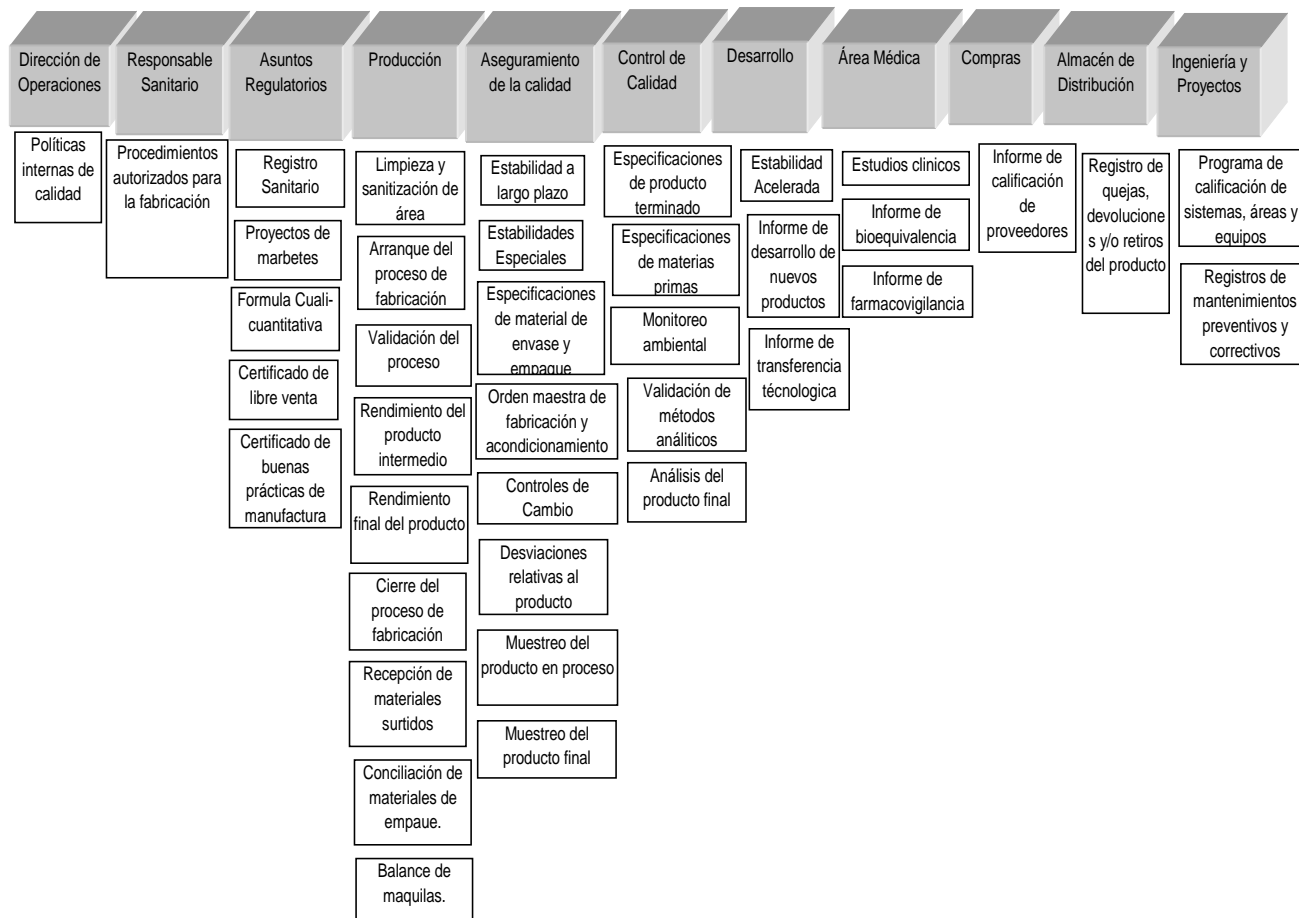 Dirección de
Operaciones
Responsable
Sanitario
Asuntos
Regulatorios
Producción
Aseguramiento
de la calidad
Control de
Calidad
Desarrollo
Área Médica
Compras
Almacén de
Distribución
Ingeniería y
Proyectos
Políticas
internas de
calidad
Procedimientos
autorizados para
la fabricación
Registro
Sanitario
Proyectos de
marbetes
Formula Cuali-
cuantitativa
Certificado de
libre venta
Certificado de
buenas
prácticas de
manufactura
Limpieza y
sanitización de
área
Arranque del
proceso de
fabricación
Validación del
proceso
Rendimiento del
producto
intermedio
Rendimiento
final del producto
Cierre del
proceso de
fabricación
Recepción de
materiales
surtidos
Conciliación de
materiales de
empaue.
Balance de
maquilas.
Estabilidad a
largo plazo
Estabilidades
Especiales
Especificaciones
de material de
envase y
empaque
Orden maestra de
fabricación y
acondicionamiento
Controles de
Cambio
Desviaciones
relativas al
producto
Muestreo del
producto en proceso
Muestreo del
producto final
Especificaciones
de producto
terminado
Especificaciones
de materias
primas
Monitoreo
ambiental
Validación de
métodos
análiticos
Análisis del
producto final
Estabilidad
Acelerada
Informe de
desarrollo de
nuevos
productos
Informe de
transferencia
técnologica
Estudios clinicos
Informe de
bioequivalencia
Informe de
farmacovigilancia
Informe de
calificación
de
proveedores
Registro de
quejas,
devolucione
s y/o retiros
del producto
Programa de
calificación de
sistemas, áreas y
equipos
Registros de
mantenimientos
preventivos y
correctivos